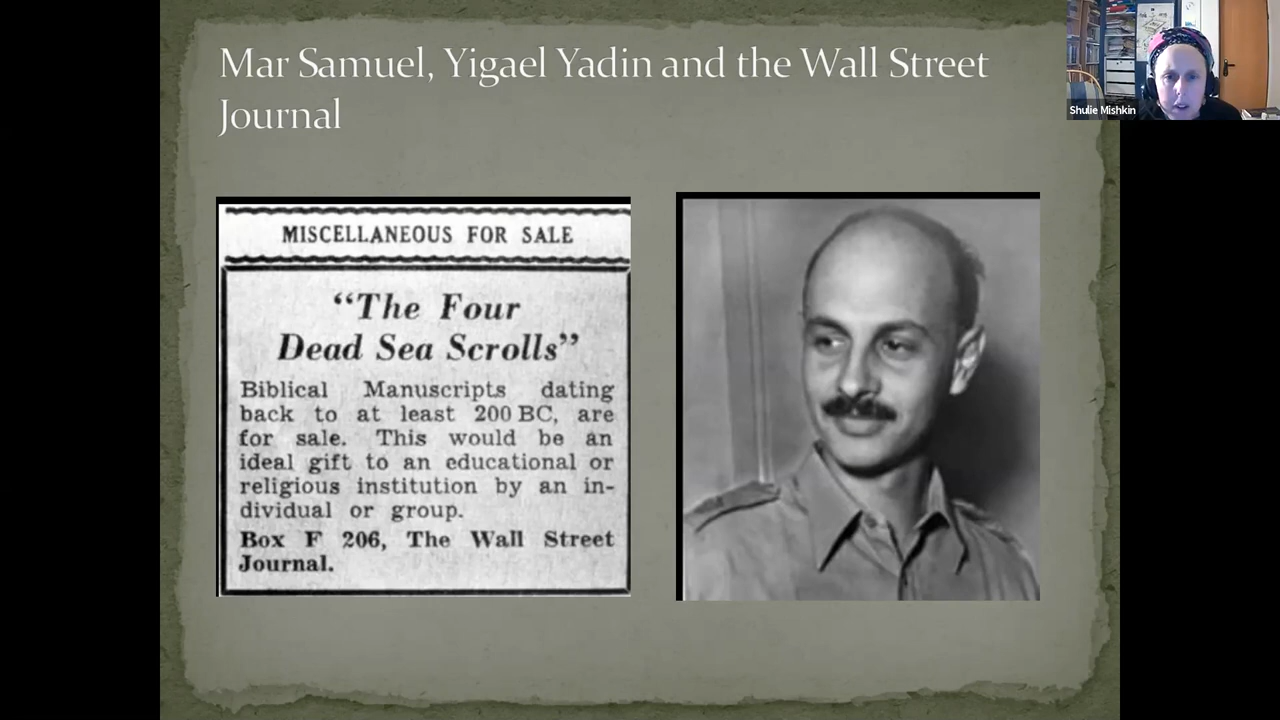 Mar Samuel, Yigael Yadin and the Wall Street
Journal
MISCELLANEOUS FOR SALE
“The Four
Dead Sea Scrolls”
Biblical Manuscripts dating
back to at least 200 BC, are
for sale. This would be an
ideal gift to an educational or
religious institution by an in-
dividual or group.
Box F 206, The Wall Street
Journal.
Shulie Mishkin